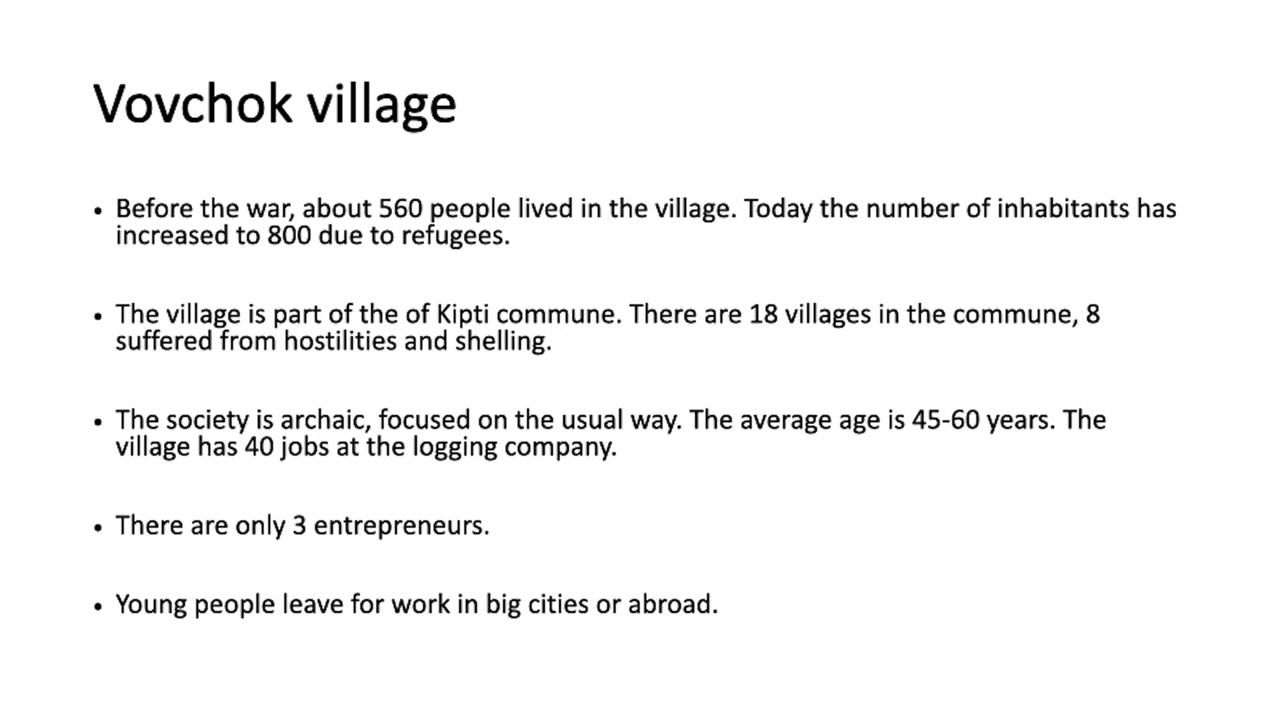 Vovchok village
• Before the war, about 560 people lived in the village. Today the number of inhabitants has
increased to 800 due to refugees.
• The village is part of the of Kipti commune. There are 18 villages in the commune, 8
suffered from hostilities and shelling.
• The society is archaic, focused on the usual way. The average age is 45-60 years. The
village has 40 jobs at the logging company.
• There are only 3 entrepreneurs.
• Young people leave for work in big cities or abroad.